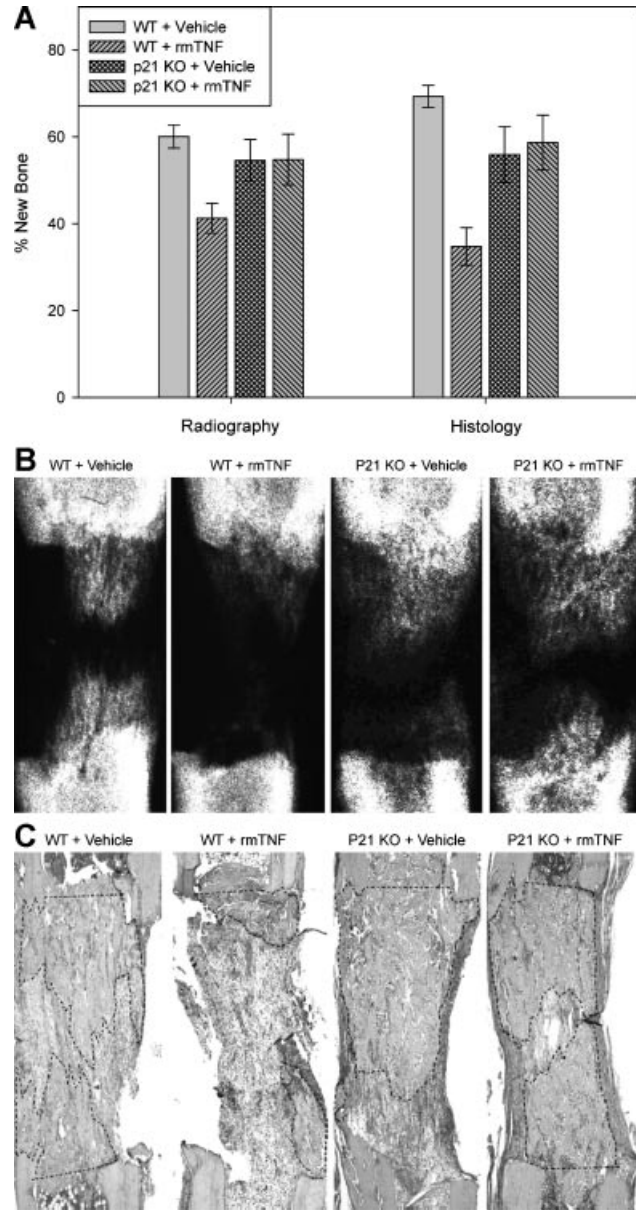 A
WT + Vehicle
WT + rmTNF
p21 KO + Vehicle
p21 KO + rmTNF
% New Bone
80
60
40
20
0
Radiography Histology
B
WT + Vehicle WT + rmTNF P21 KO + Vehicle P21 KO + rmTNF
C
WT + Vehicle WT + rmTNF P21 KO + Vehicle P21 KO + rmTNF